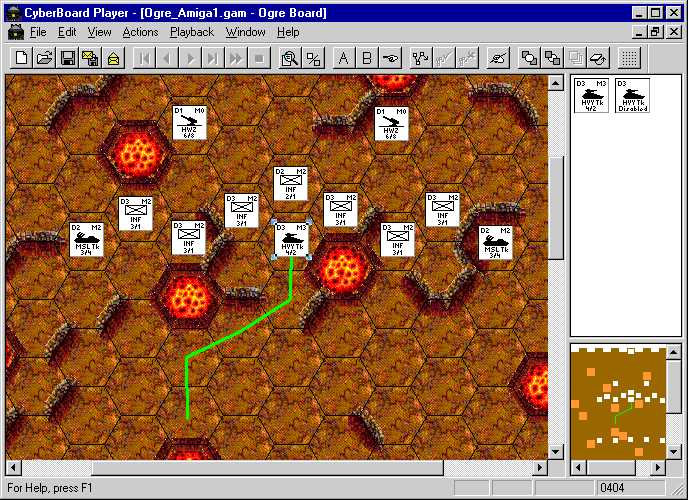 CyberBoard Player - [Ogre_Amiga1.gam - Ogre Board]
File Edit View Actions Playback Window Help
A B
D1 M0
HWZ
6/8
D1 M0
HWZ
6/8
D2 M2
INF
2/1
D3 M2
INF
3/1
D3 M2
INF
3/1
D3 M2
INF
3/1
D3 M2
INF
3/1
D2 M2
MSL Tk
3/4
D3 M2
INF
3/1
D3 M3
HVY Tk
4/2
D3 M2
INF
3/1
D2 M2
MSL Tk
3/4
D3 M3
HVY Tk
4/2
D3
HVY Tk
Disabled
For Help, press F1
0404